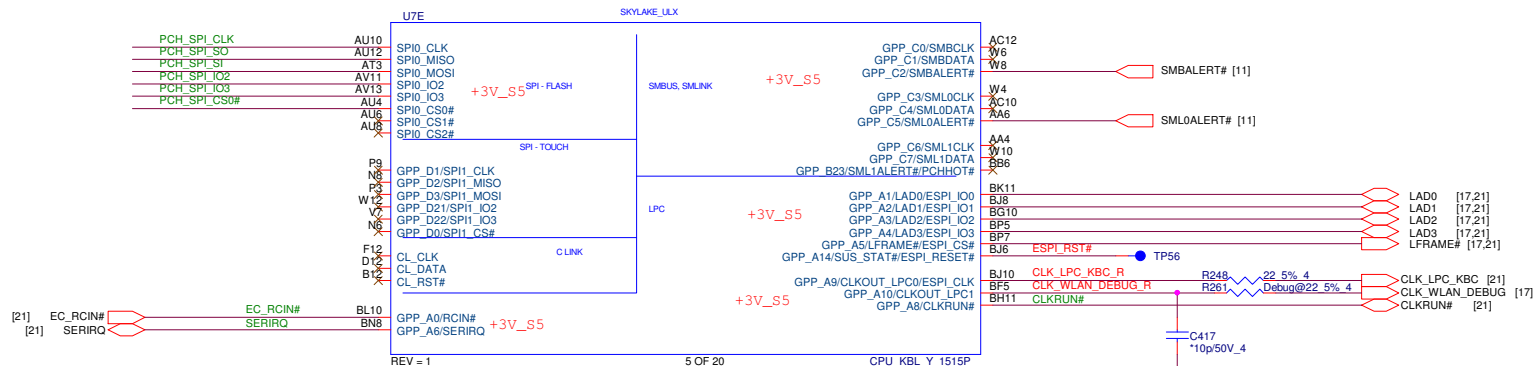 U7E
SKYLAKE_ULX
PCH_SPI_CLK AU10 SPI0_CLK
PCH_SPI_SO AU12 SPI0_MISO
PCH_SPI_SI AT3 SPI0_MOSI
PCH_SPI_IO2 AV11 SPI0_IO2
PCH_SPI_IO3 AV13 SPI0_IO3
PCH_SPI_CS0# AU4 SPI0_CS0#
AU6 SPI0_CS1#
AU8 SPI0_CS2#
+3V_S5 SPI - FLASH
SPI - TOUCH
P9 GPP_D1/SPI1_CLK
N8 GPP_D2/SPI1_MISO
P3 GPP_D3/SPI1_MOSI
W12 GPP_D21/SPI1_IO2
V7 GPP_D22/SPI1_IO3
N6 GPP_D0/SPI1_CS#
C LINK
F12 CL_CLK
D12 CL_DATA
B12 CL_RST#
[21] EC_RCIN# EC_RCIN# BL10 GPP_A0/RCIN#
[21] SERIRQ SERIRQ BN8 GPP_A6/SERIRQ
+3V_S5
SMBUS, SMLINK
+3V_S5
GPP_C0/SMBCLK AC12
GPP_C1/SMBDATA W6
GPP_C2/SMBALERT# W8 SMBALERT# [11]
GPP_C3/SML0CLK W4
GPP_C4/SML0DATA AC10
GPP_C5/SML0ALERT# AA6 SML0ALERT# [11]
GPP_C6/SML1CLK AA4
GPP_C7/SML1DATA W10
GPP_B23/SML1ALERT#/PCHHOT# BB6
LPC
+3V_S5
GPP_A1/LAD0/ESPI_IO0 BK11 LAD0 [17,21]
GPP_A2/LAD1/ESPI_IO1 BJ8 LAD1 [17,21]
GPP_A3/LAD2/ESPI_IO2 BG10 LAD2 [17,21]
GPP_A4/LAD3/ESPI_IO3 BP5 LAD3 [17,21]
GPP_A5/LFRAME#/ESPI_CS# BP7 LFRAME# [17,21]
GPP_A14/SUS_STAT#/ESPI_RESET# BJ6 ESPI_RST# TP56
GPP_A9/CLKOUT_LPC0/ESPI_CLK BJ10 CLK_LPC_KBC_R R248 22_5%_4 CLK_LPC_KBC [21]
GPP_A10/CLKOUT_LPC1 BF5 CLK_WLAN_DEBUG_R R261 Debug@22_5%_4 CLK_WLAN_DEBUG [17]
GPP_A8/CLKRUN# BH11 CLKRUN# CLKRUN# [21]
+3V_S5
C417
*10p/50V_4
REV = 1
5 OF 20
CPU_KBL_Y_1515P